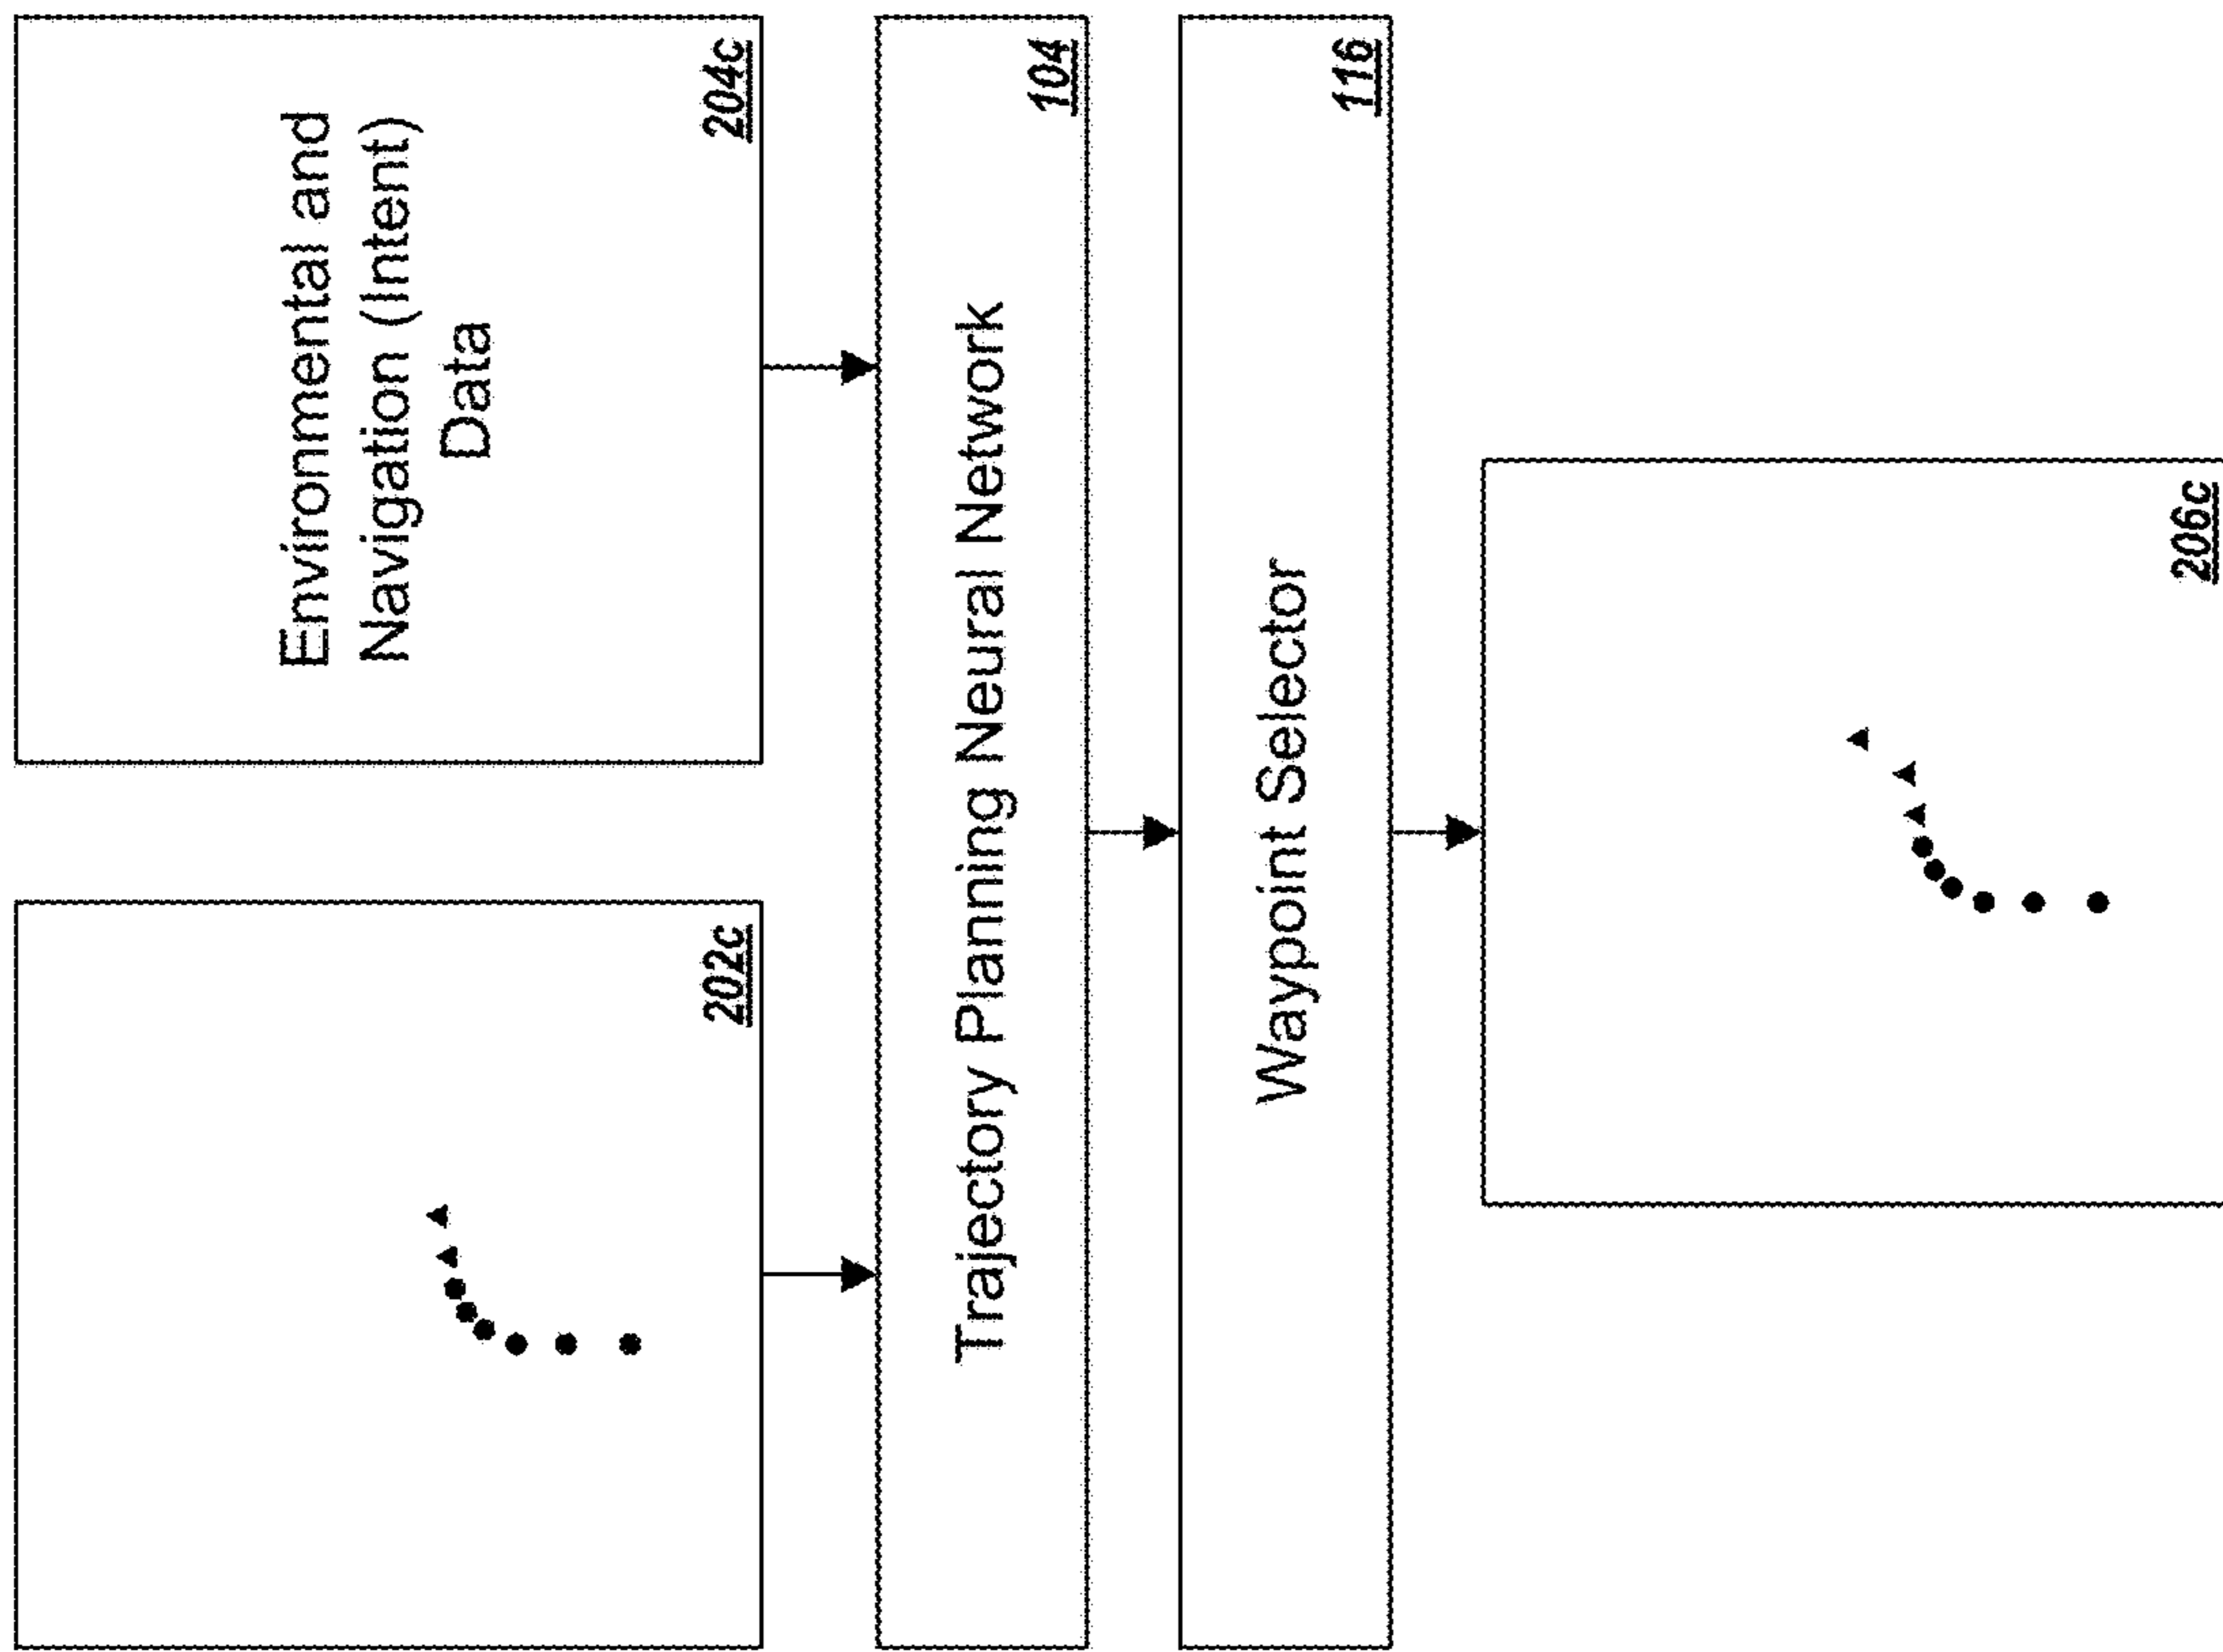 202c
Environmental and
Navigation (Intent)
Data
204c
Trajectory Planning Neural Network
104
Waypoint Selector
116
206c